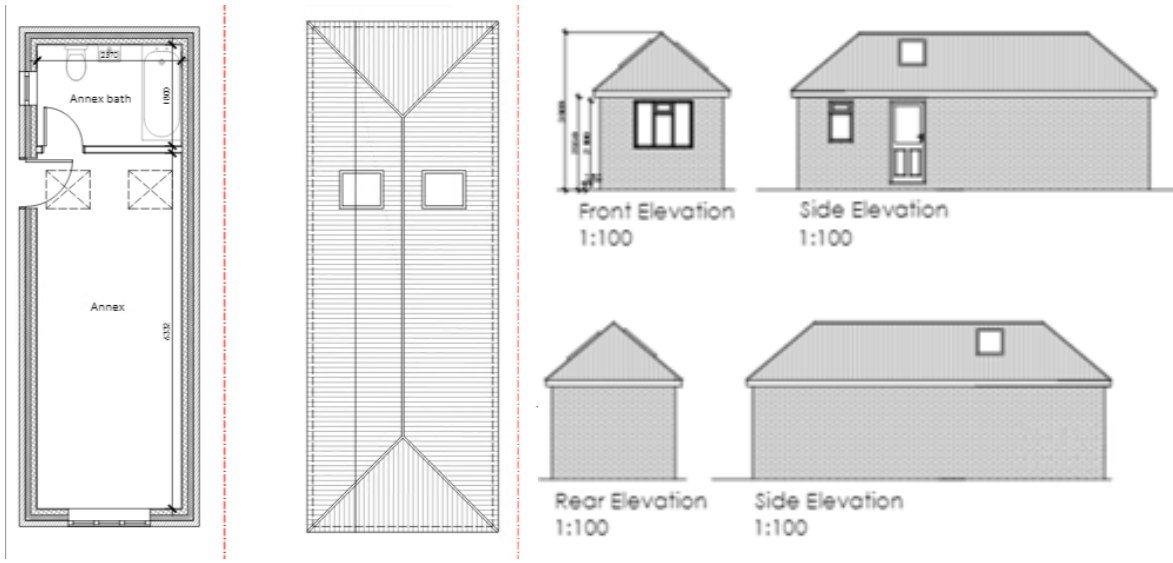 Annex bath
1800
Annex
6332
Front Elevation
1:100
Side Elevation
1:100
Rear Elevation
1:100
Side Elevation
1:100